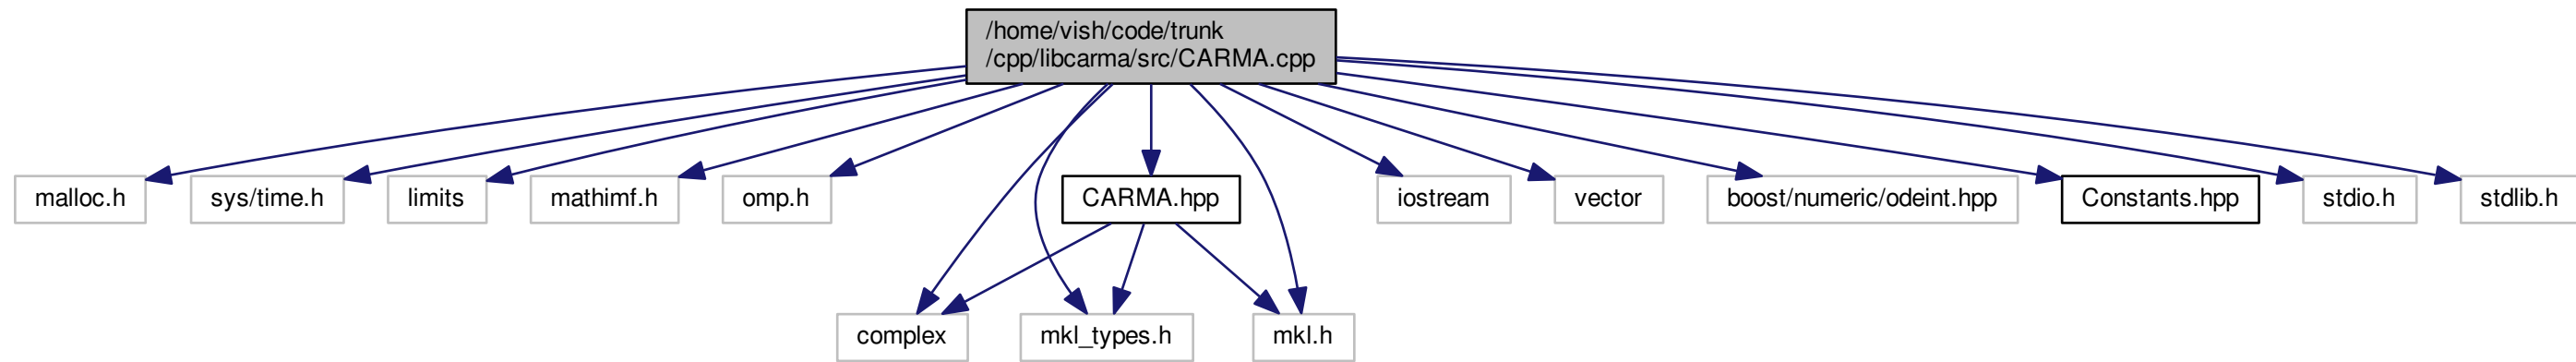 /home/vish/code/trunk
/cpp/libcarma/src/CARMA.cpp
malloc.h
sys/time.h
limits
mathimf.h
omp.h
CARMA.hpp
iostream
vector
boost/numeric/odeint.hpp
Constants.hpp
stdio.h
stdlib.h
complex
mkl_types.h
mkl.h